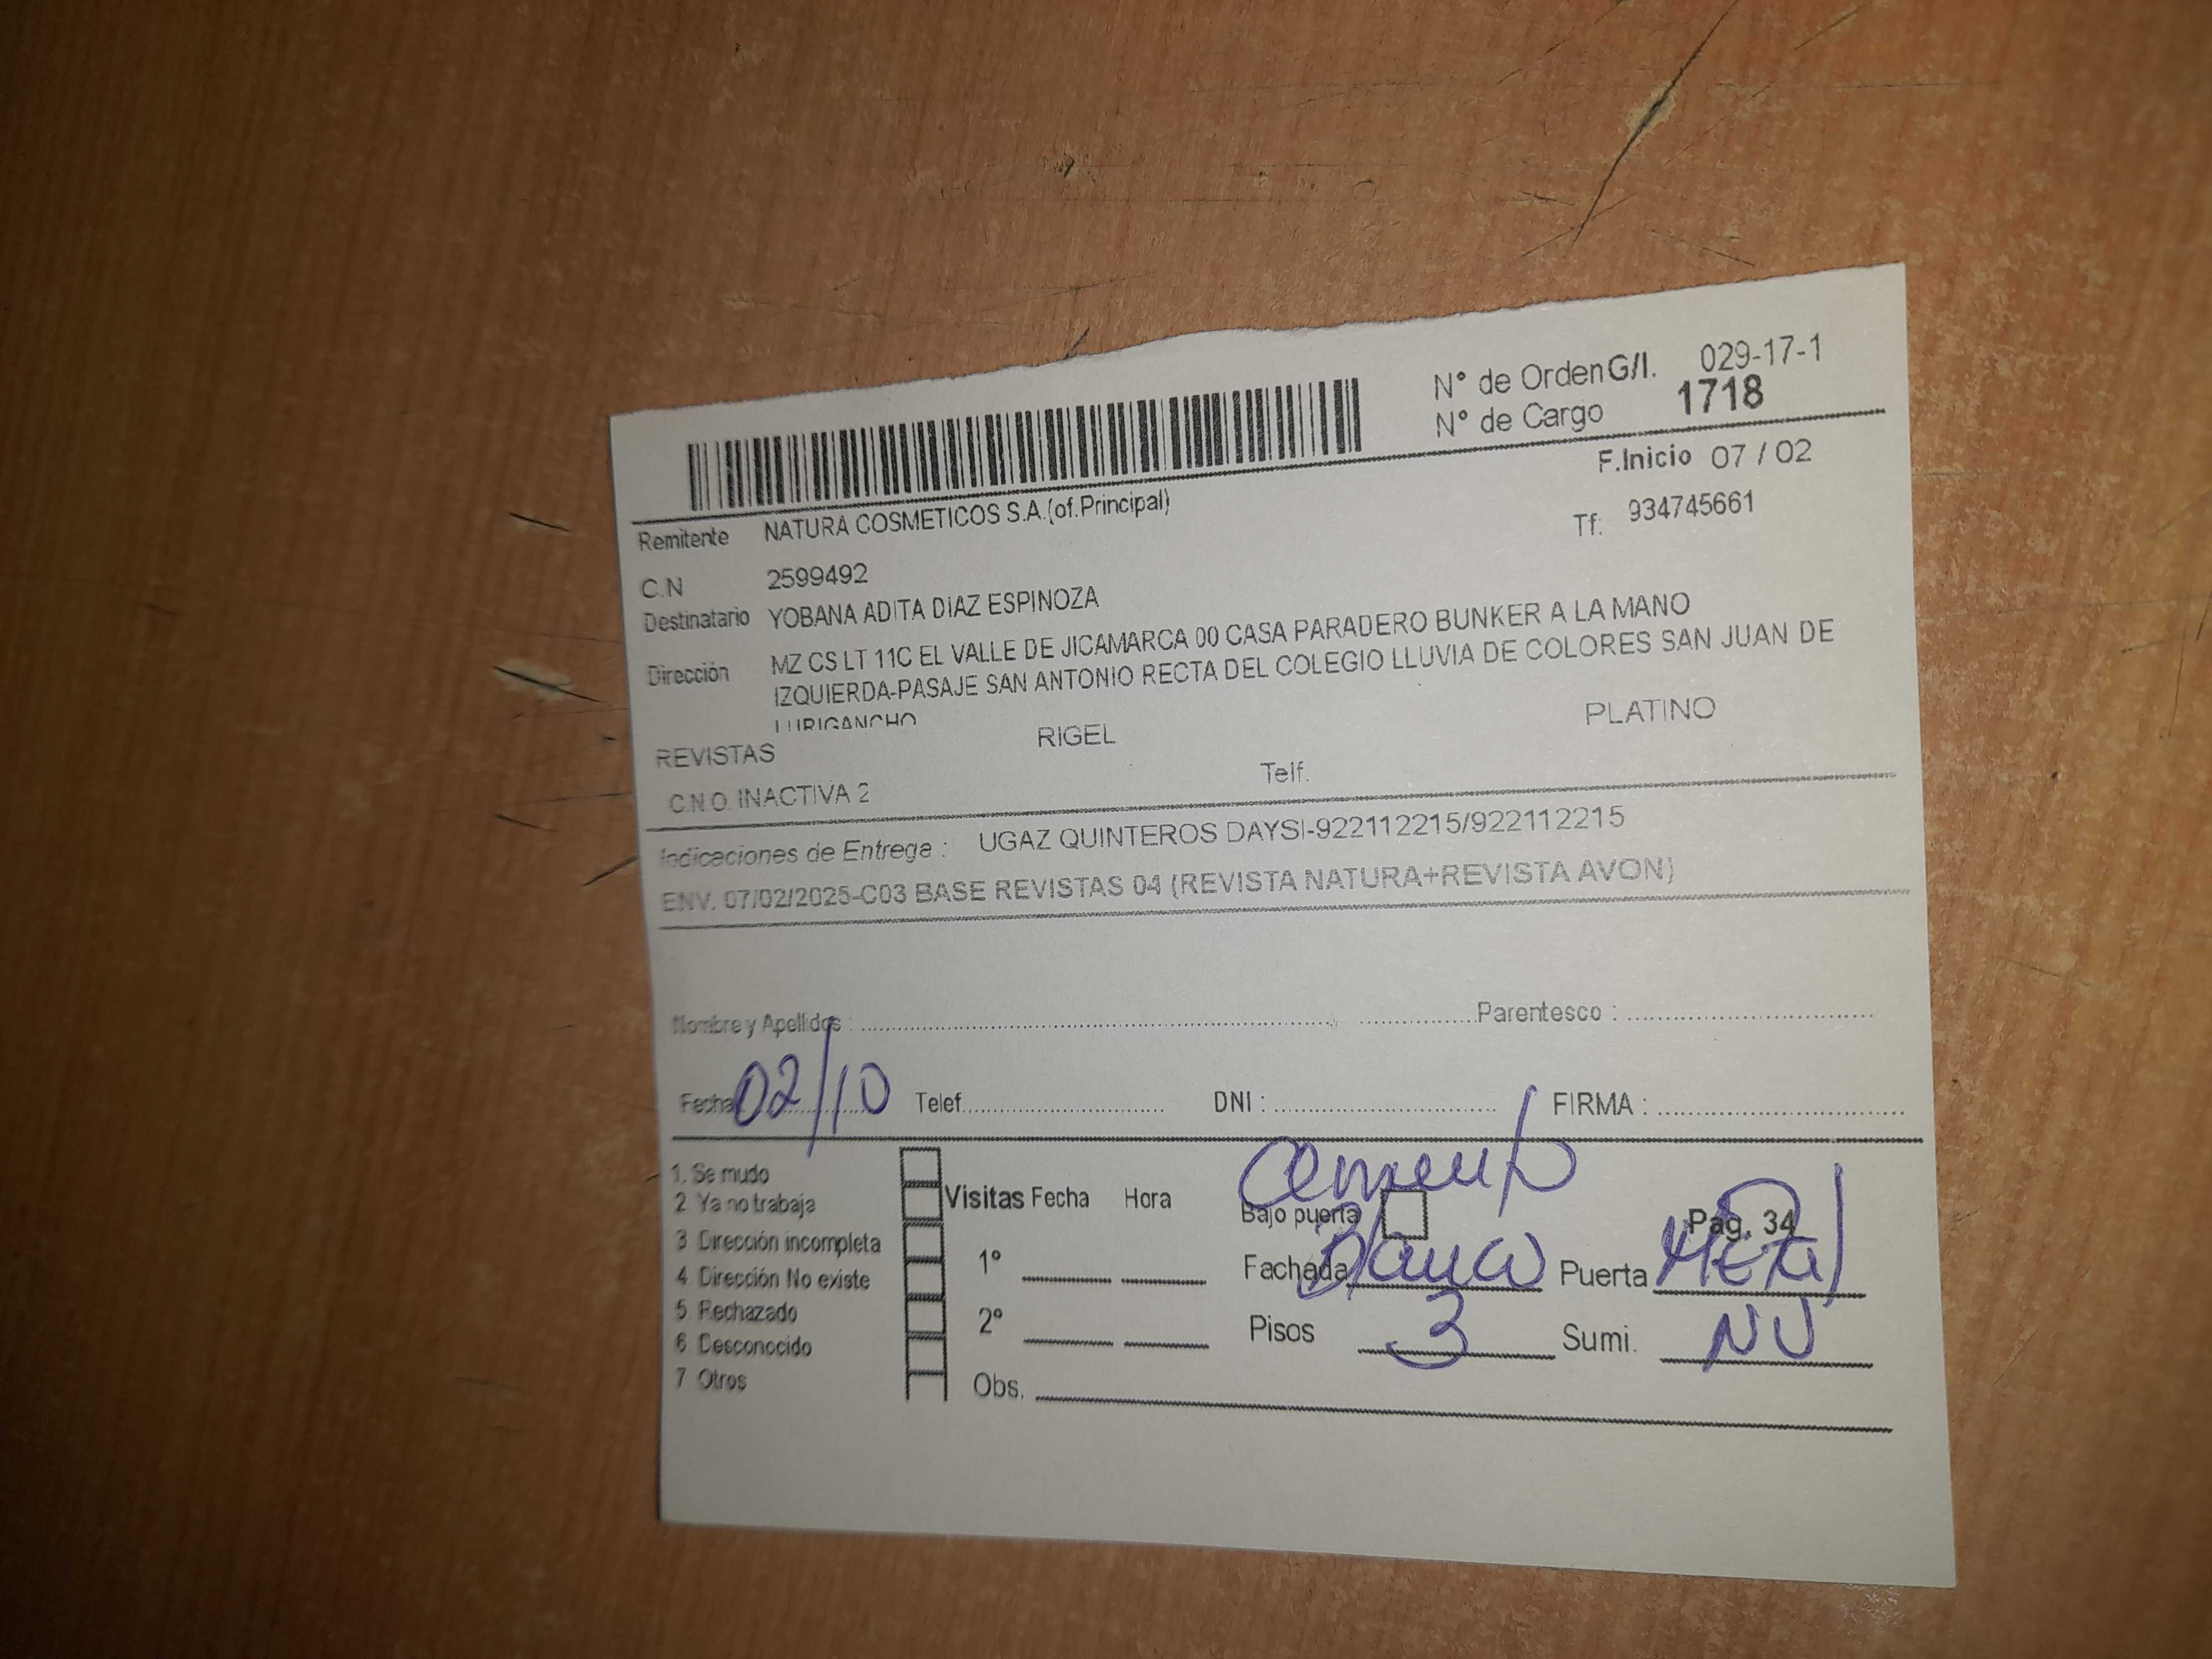 N° de Orden G/I. 029-17-1
N° de Cargo 1718
F.Inicio 07 / 02
Remitente NATURA COSMETICOS S.A.(of.Principal)
Tf: 934745661
C.N 2599492
Destinatario YOBANA ADITA DIAZ ESPINOZA
Dirección MZ CS LT 11C EL VALLE DE JICAMARCA 00 CASA PARADERO BUNKER A LA MANO
IZQUIERDA-PASAJE SAN ANTONIO RECTA DEL COLEGIO LLUVIA DE COLORES SAN JUAN DE
LURIGANCHO
REVISTAS RIGEL PLATINO
C.N.O. INACTIVA 2 Telf.
Indicaciones de Entrega : UGAZ QUINTEROS DAYSI-922112215/922112215
ENV. 07/02/2025-C03 BASE REVISTAS 04 (REVISTA NATURA+REVISTA AVON)
Nombre y Apellidos : Parentesco :
Fecha 02/10 Telef. DNI : FIRMA :
1. Se mudo
2 Ya no trabaja
3 Dirección incompleta
4 Dirección No existe
5 Rechazado
6 Desconocido
7 Otros
Visitas Fecha Hora
1°
2°
Obs.
Cemento
Bajo puerta Pag. 34
Fachada Blanca Puerta Metal
Pisos 3 Sumi. NU